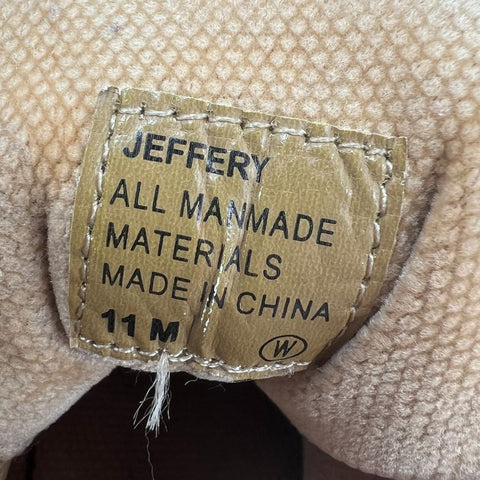 JEFFERY
ALL MANMADE
MATERIALS
MADE IN CHINA
11 M
W